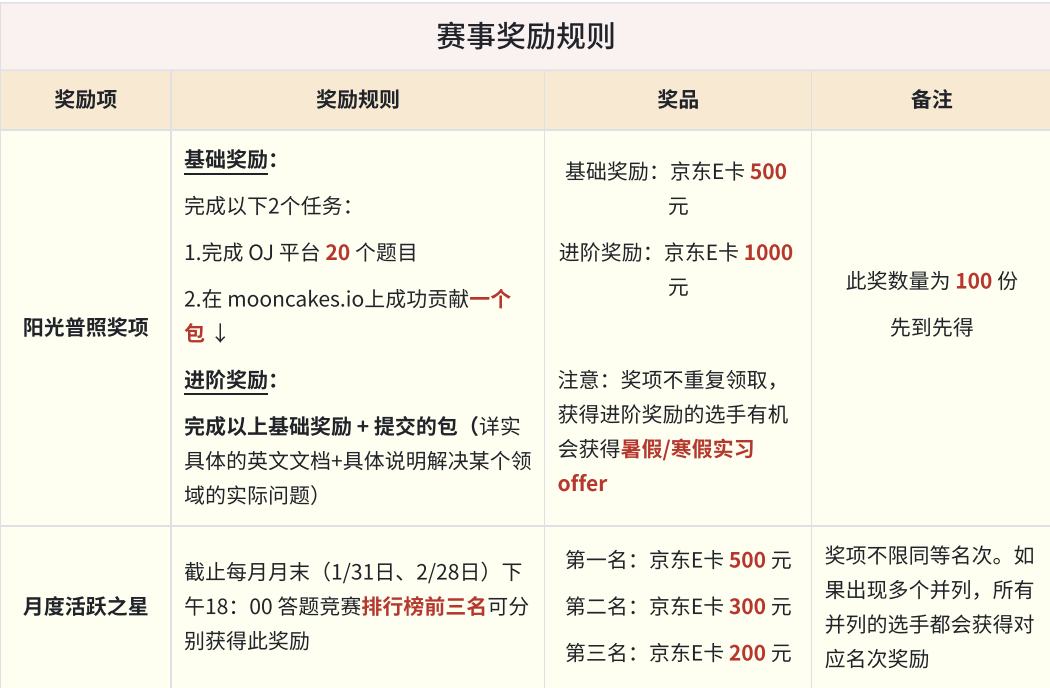 赛事奖励规则
奖励项
奖励规则
奖品
备注
阳光普照奖项
基础奖励：
完成以下2个任务：
1.完成 OJ 平台 20 个题目
2.在 mooncakes.io上成功贡献一个
包 ↓
进阶奖励：
完成以上基础奖励 + 提交的包（详实
具体的英文文档+具体说明解决某个领
域的实际问题）
基础奖励：京东E卡 500
元
进阶奖励：京东E卡 1000
元
注意：奖项不重复领取，
获得进阶奖励的选手有机
会获得暑假/寒假实习
offer
此奖数量为 100 份
先到先得
月度活跃之星
截止每月月末（1/31日、2/28日）下
午18：00 答题竞赛排行榜前三名可分
别获得此奖励
第一名：京东E卡 500 元
第二名：京东E卡 300 元
第三名：京东E卡 200 元
奖项不限同等名次。如
果出现多个并列，所有
并列的选手都会获得对
应名次奖励